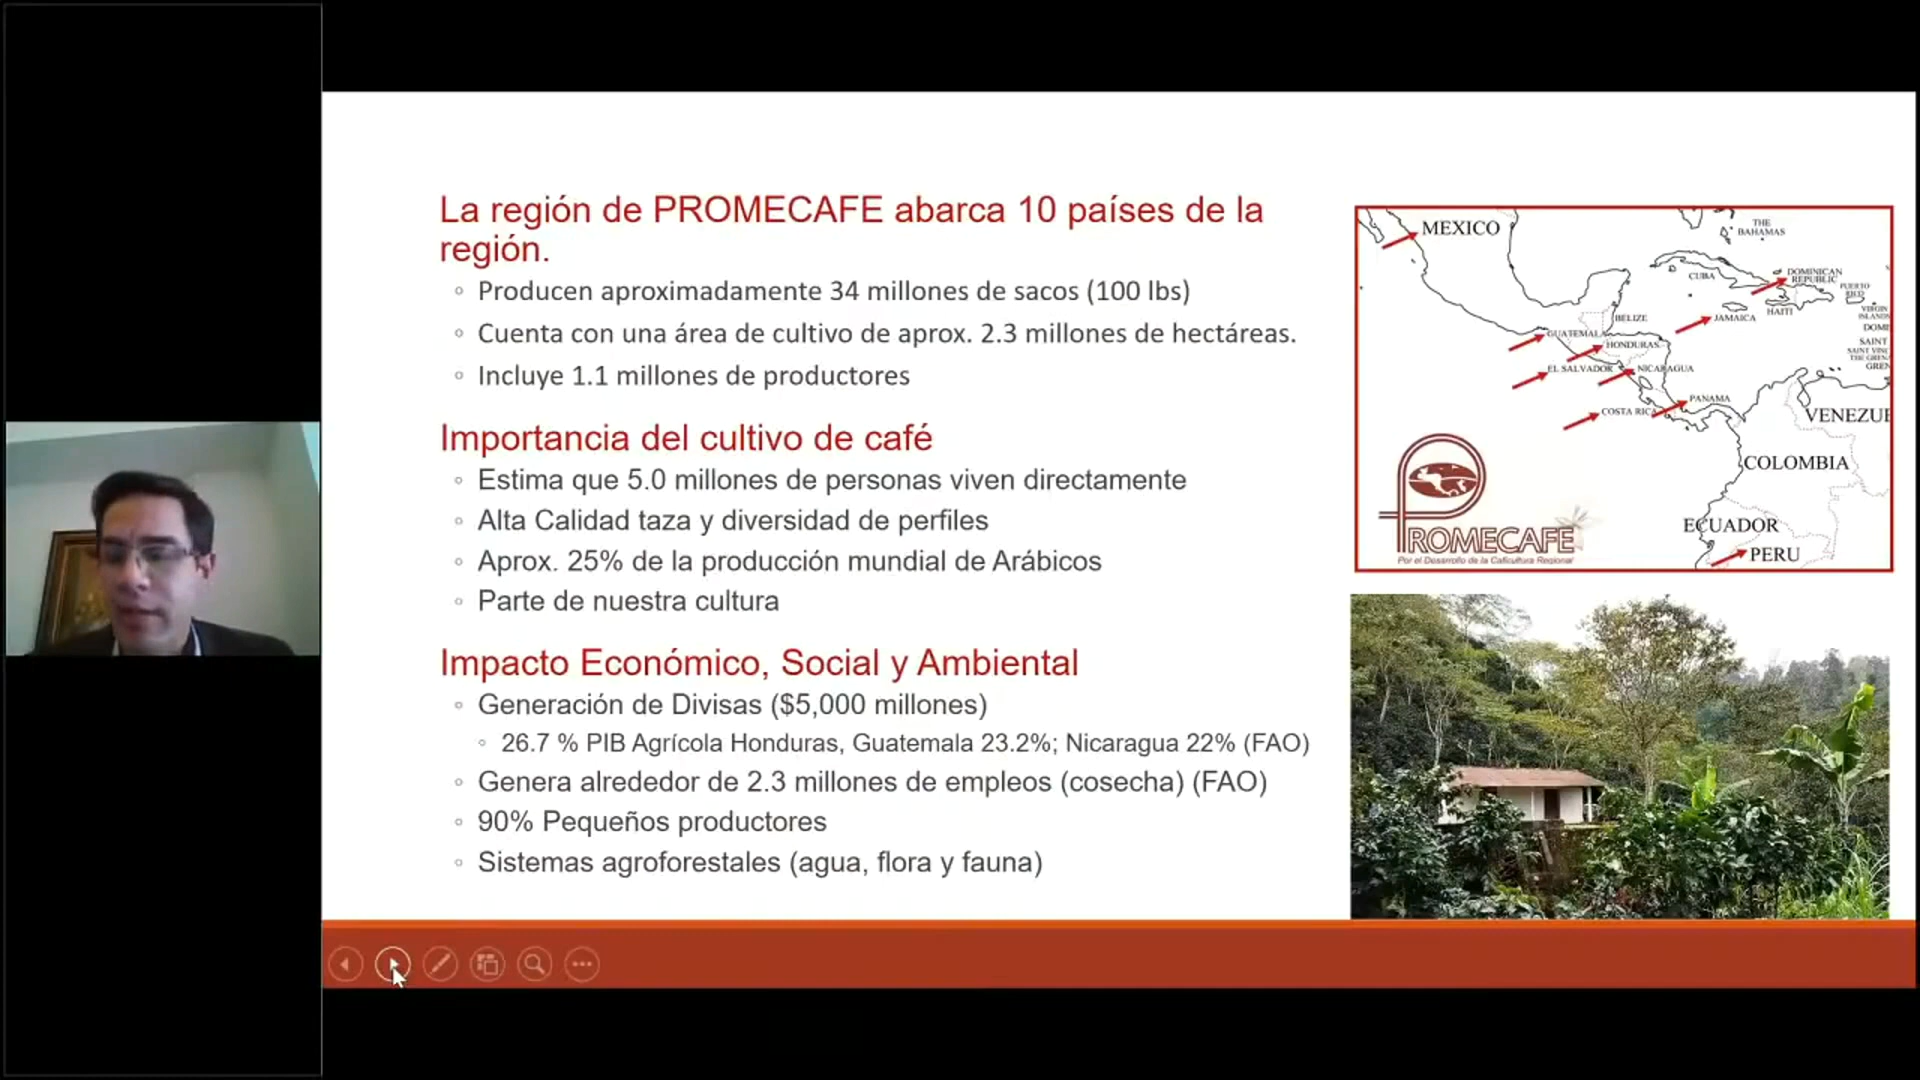 La región de PROMECAFE abarca 10 países de la
región.
◦ Producen aproximadamente 34 millones de sacos (100 lbs)
◦ Cuenta con una área de cultivo de aprox. 2.3 millones de hectáreas.
◦ Incluye 1.1 millones de productores
Importancia del cultivo de café
◦ Estima que 5.0 millones de personas viven directamente
◦ Alta Calidad taza y diversidad de perfiles
◦ Aprox. 25% de la producción mundial de Arábicos
◦ Parte de nuestra cultura
Impacto Económico, Social y Ambiental
◦ Generación de Divisas ($5,000 millones)
◦ 26.7 % PIB Agrícola Honduras, Guatemala 23.2%; Nicaragua 22% (FAO)
◦ Genera alrededor de 2.3 millones de empleos (cosecha) (FAO)
◦ 90% Pequeños productores
◦ Sistemas agroforestales (agua, flora y fauna)
MEXICO
THE
BAHAMAS
CUBA
DOMINICAN
REPUBLIC
PUERTO
RICO
HAITI
JAMAICA
VIRGIN
ISLANDS
DOMI
BELIZE
GUATEMALA
HONDURAS
SAINT
SAINT VINC
THE GREN
GREN
EL SALVADOR
NICARAGUA
PANAMA
COSTA RICA
VENEZUE
COLOMBIA
ECUADOR
PERU
PROMECAFE
Por el Desarrollo de la Caficultura Regional